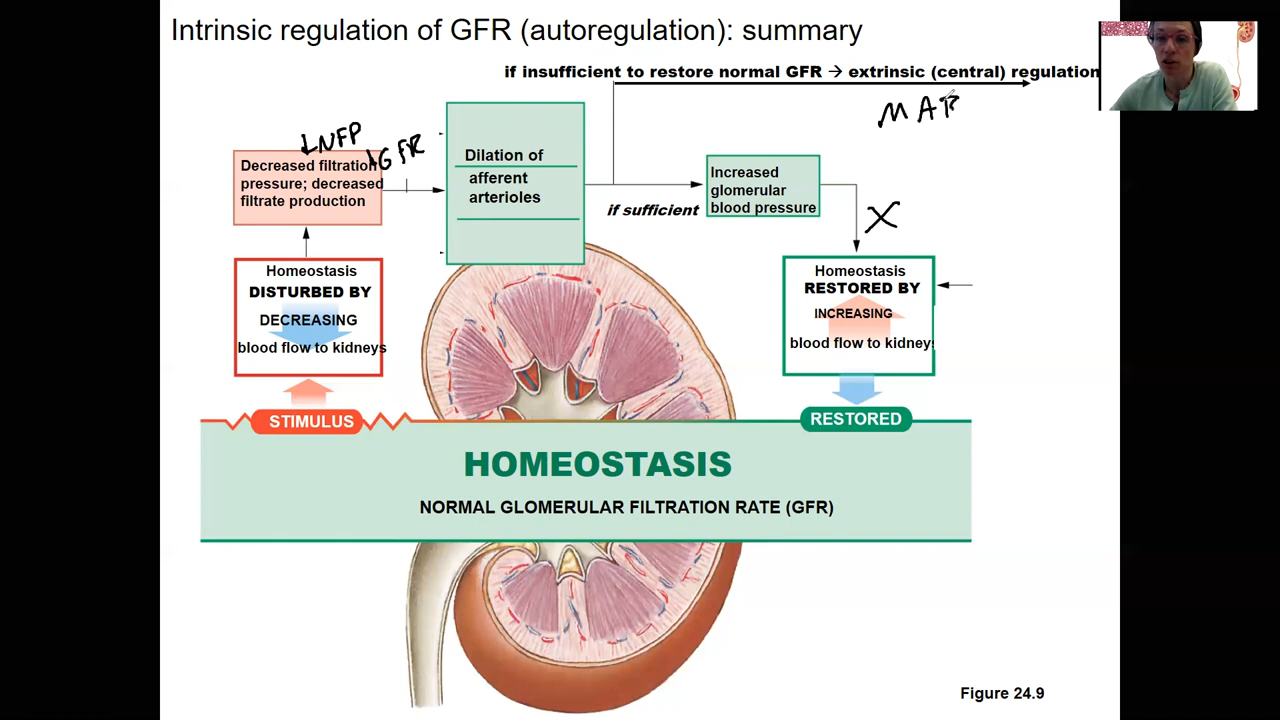 Intrinsic regulation of GFR (autoregulation): summary
if insufficient to restore normal GFR → extrinsic (central) regulation
MAP
↓NFP
↓GFR
Decreased filtration
pressure; decreased
filtrate production
Dilation of
afferent
arterioles
if sufficient
Increased
glomerular
blood pressure
X
Homeostasis
DISTURBED BY
DECREASING
blood flow to kidneys
Homeostasis
RESTORED BY
INCREASING
blood flow to kidneys
STIMULUS
RESTORED
HOMEOSTASIS
NORMAL GLOMERULAR FILTRATION RATE (GFR)
Figure 24.9